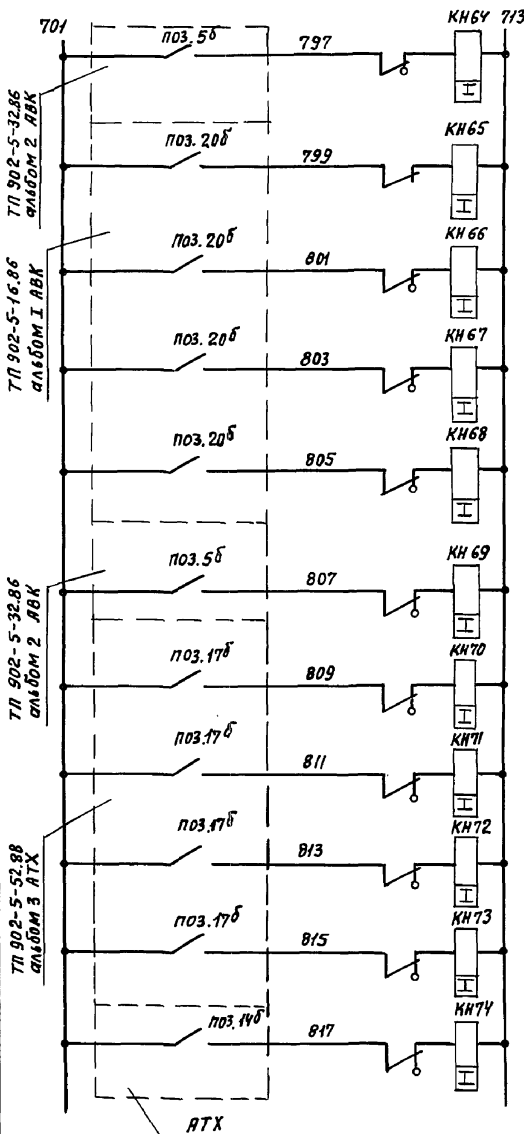 701 713
поз.5б 797 КН64 I
поз.20б 799 КН65 I
поз.20б 801 КН66 I
поз.20б 803 КН67 I
поз.20б 805 КН68 I
поз.5б 807 КН69 I
поз.17б 809 КН70 I
поз.17б 811 КН71 I
поз.17б 813 КН72 I
поз.17б 815 КН73 I
поз.14б 817 КН74 I
ТП 902-5-32.86
альбом 2 АВК
ТП 902-5-16.86
альбом I АВК
ТП 902-5-32.86
альбом 2 АВК
ТП 902-5-52.88
альбом 3 АТХ
АТХ